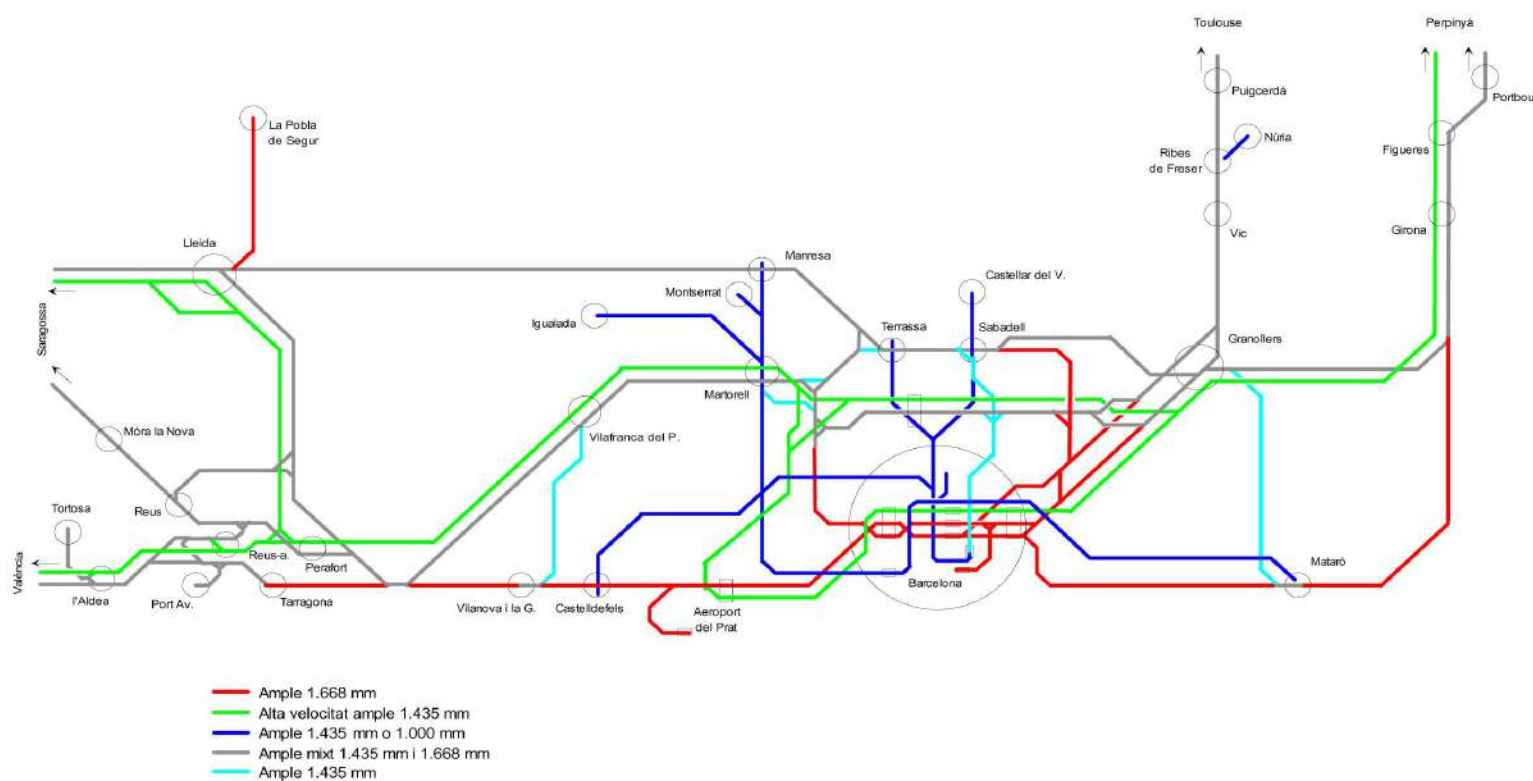 Toulouse
Perpinyà
Puigcerdà
Portbou
La Pobla
de Segur
Núria
Ribes
de Freser
Figueres
Vic
Girona
Lleida
Manresa
Castellar del V.
Montserrat
Igualada
Terrassa
Sabadell
Granollers
Saragossa
Martorell
Móra la Nova
Vilafranca del P.
Reus
Tortosa
Reus-a.
Perafort
València
l'Aldea
Port Av.
Tarragona
Vilanova i la G.
Castelldefels
Aeroport
del Prat
Barcelona
Mataró
Ample 1.668 mm
Alta velocitat ample 1.435 mm
Ample 1.435 mm o 1.000 mm
Ample mixt 1.435 mm i 1.668 mm
Ample 1.435 mm